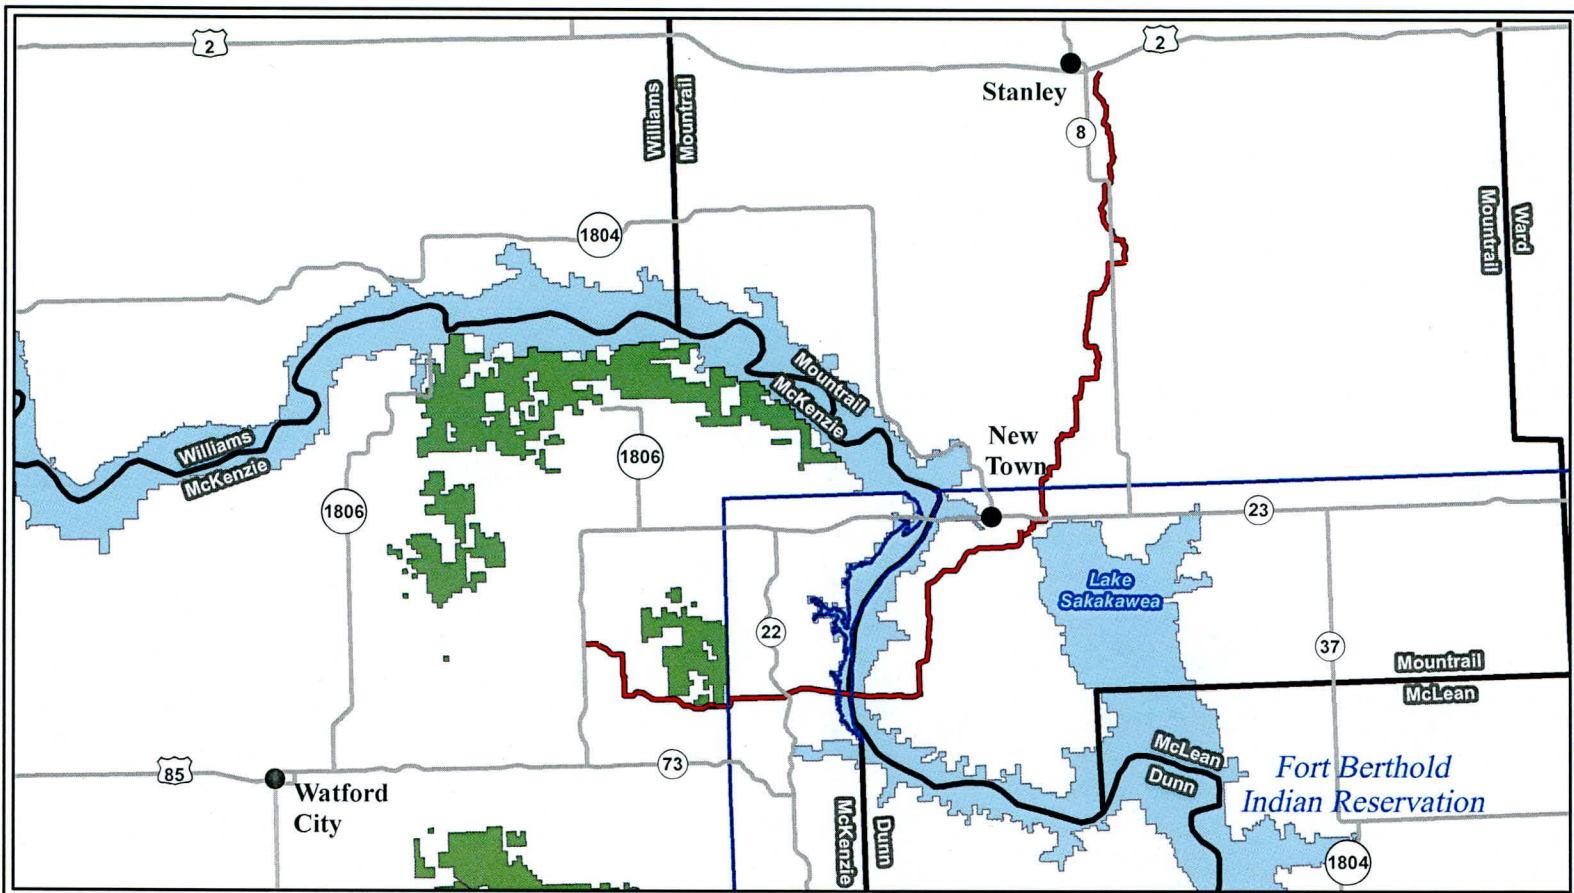 2
2
Stanley
Williams
Mountrail
8
Mountrail
Ward
1804
Mountrail
McKenzie
New
Town
Williams
McKenzie
1806
1806
23
Lake
Sakakawea
22
37
Mountrail
McLean
85
Watford
City
73
McLean
Dunn
Fort Berthold
Indian Reservation
McKenzie
Dunn
1804